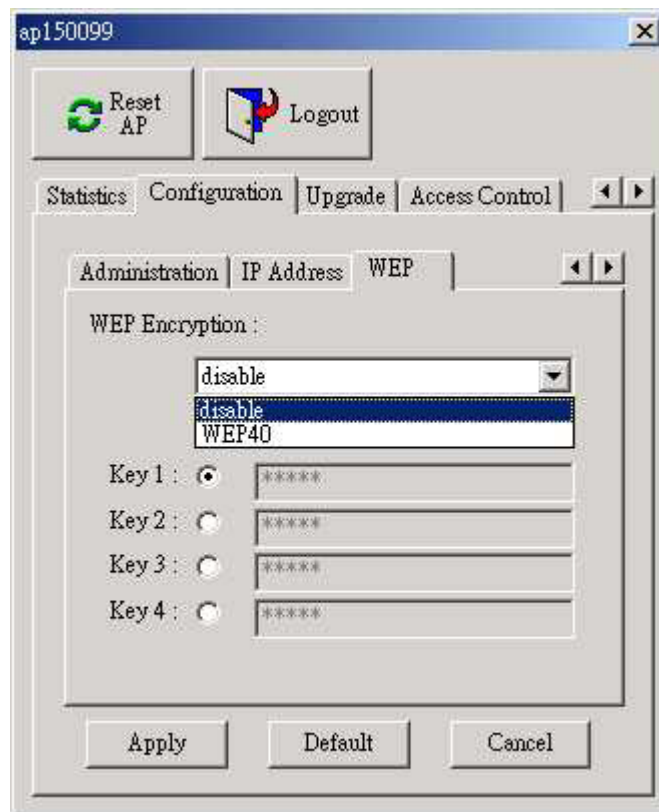 ap150099
Reset
AP
Logout
Statistics Configuration Upgrade Access Control
Administration IP Address WEP
WEP Encryption :
disable
disable
WEP40
Key 1 : *****
Key 2 : *****
Key 3 : *****
Key 4 : *****
Apply Default Cancel